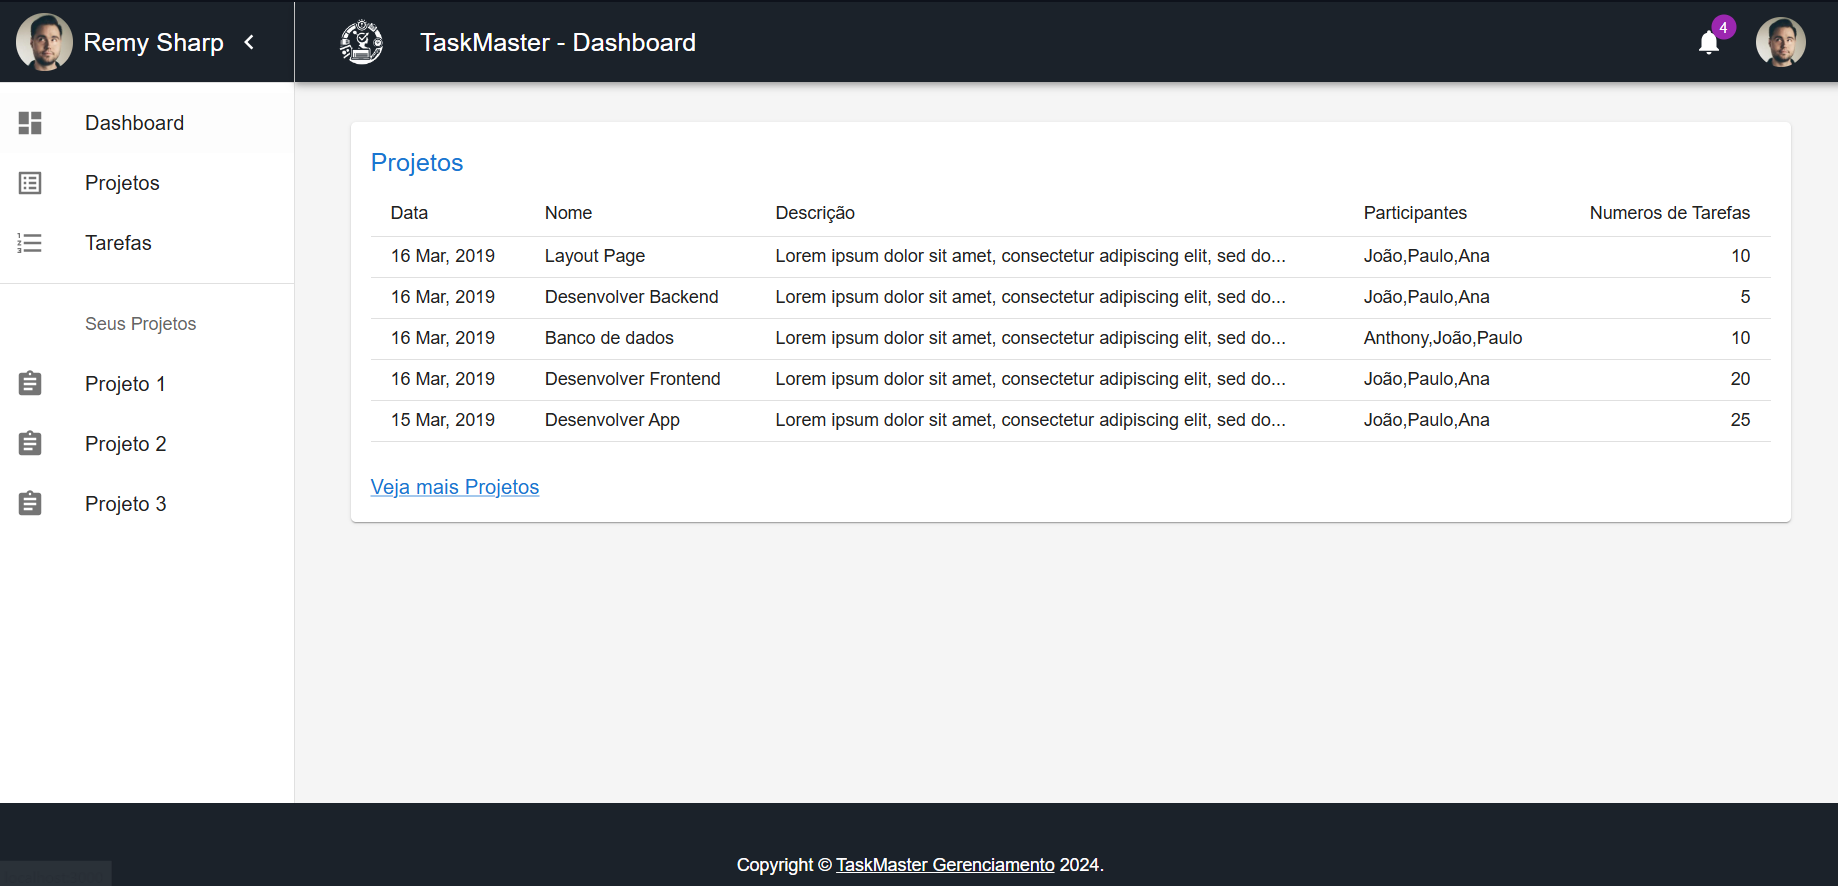 Remy Sharp
TaskMaster - Dashboard
4
Dashboard
Projetos
Tarefas
Seus Projetos
Projeto 1
Projeto 2
Projeto 3
Projetos
Data Nome Descrição Participantes Numeros de Tarefas
16 Mar, 2019 Layout Page Lorem ipsum dolor sit amet, consectetur adipiscing elit, sed do... João,Paulo,Ana 10
16 Mar, 2019 Desenvolver Backend Lorem ipsum dolor sit amet, consectetur adipiscing elit, sed do... João,Paulo,Ana 5
16 Mar, 2019 Banco de dados Lorem ipsum dolor sit amet, consectetur adipiscing elit, sed do... Anthony,João,Paulo 10
16 Mar, 2019 Desenvolver Frontend Lorem ipsum dolor sit amet, consectetur adipiscing elit, sed do... João,Paulo,Ana 20
15 Mar, 2019 Desenvolver App Lorem ipsum dolor sit amet, consectetur adipiscing elit, sed do... João,Paulo,Ana 25
Veja mais Projetos
Copyright © TaskMaster Gerenciamento 2024.